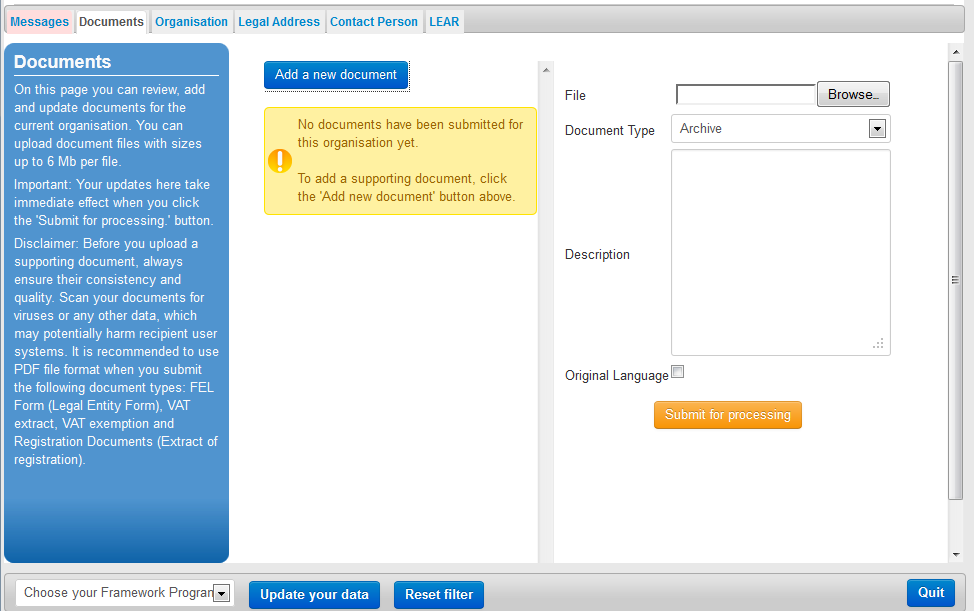 Messages Documents Organisation Legal Address Contact Person LEAR
Documents
On this page you can review, add
and update documents for the
current organisation. You can
upload document files with sizes
up to 6 Mb per file.
Important: Your updates here take
immediate effect when you click
the 'Submit for processing.' button.
Disclaimer: Before you upload a
supporting document, always
ensure their consistency and
quality. Scan your documents for
viruses or any other data, which
may potentially harm recipient user
systems. It is recommended to use
PDF file format when you submit
the following document types: FEL
Form (Legal Entity Form), VAT
extract, VAT exemption and
Registration Documents (Extract of
registration).
Add a new document
No documents have been submitted for
this organisation yet.
To add a supporting document, click
the 'Add new document' button above.
File Browse...
Document Type Archive
Description
Original Language
Submit for processing
Choose your Framework Program Update your data Reset filter Quit